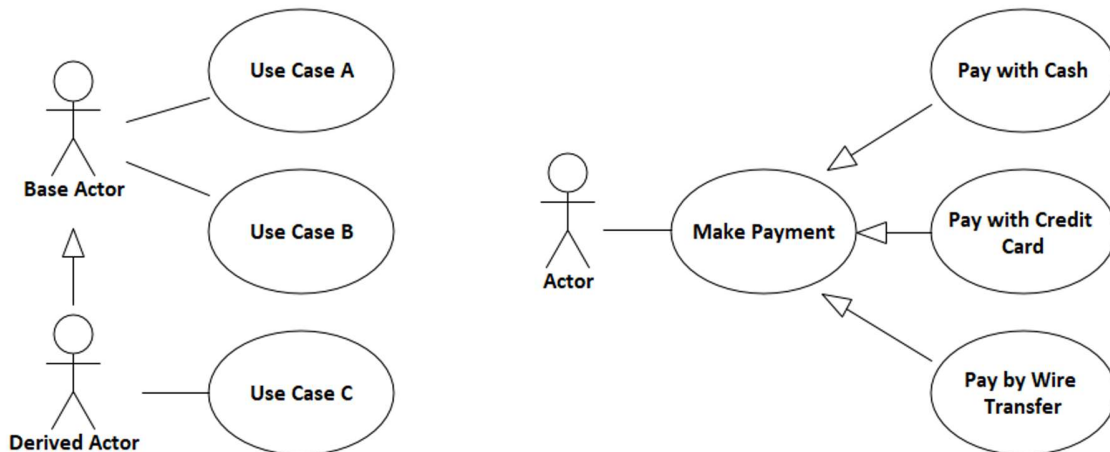 Use Case A
Base Actor
Use Case B
Use Case C
Derived Actor
Pay with Cash
Make Payment
Actor
Pay with Credit
Card
Pay by Wire
Transfer